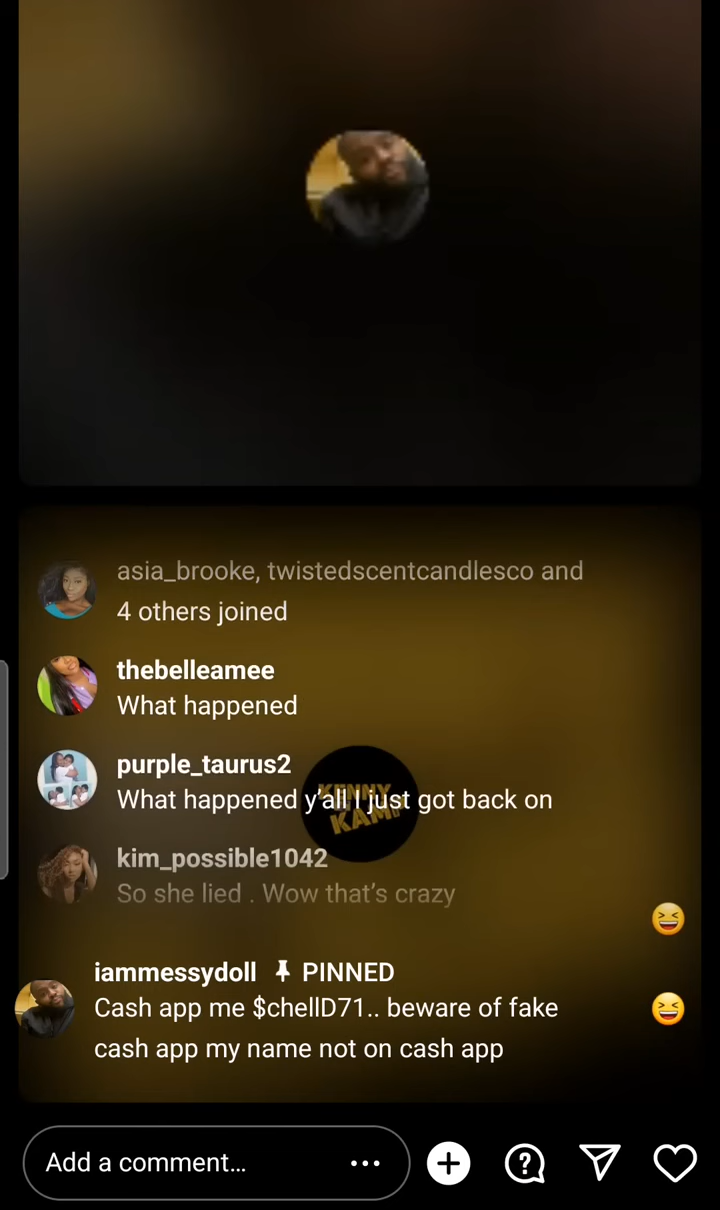 asia_brooke, twistedscentcandlesco and
4 others joined
thebelleamee
What happened
purple_taurus2
What happened y'all I just got back on
KENNY
KAM
kim_possible1042
So she lied . Wow that's crazy
iammessydoll PINNED
Cash app me $chellD71.. beware of fake
cash app my name not on cash app
Add a comment...